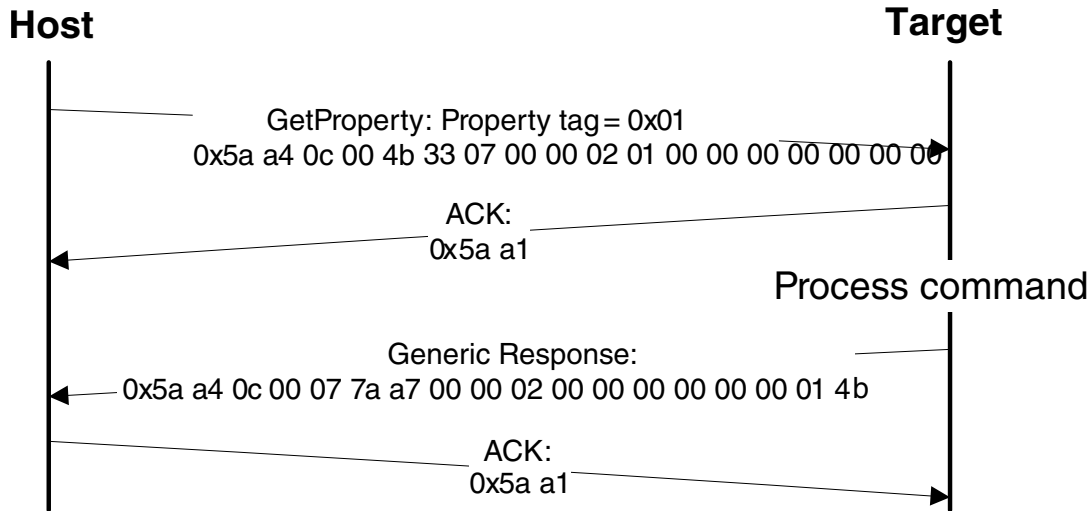 Host
Target
GetProperty: Property tag = 0x01
0x5a a4 0c 00 4b 33 07 00 00 02 01 00 00 00 00 00 00 00
ACK:
0x5a a1
Process command
Generic Response:
0x5a a4 0c 00 07 7a a7 00 00 02 00 00 00 00 00 00 01 4b
ACK:
0x5a a1